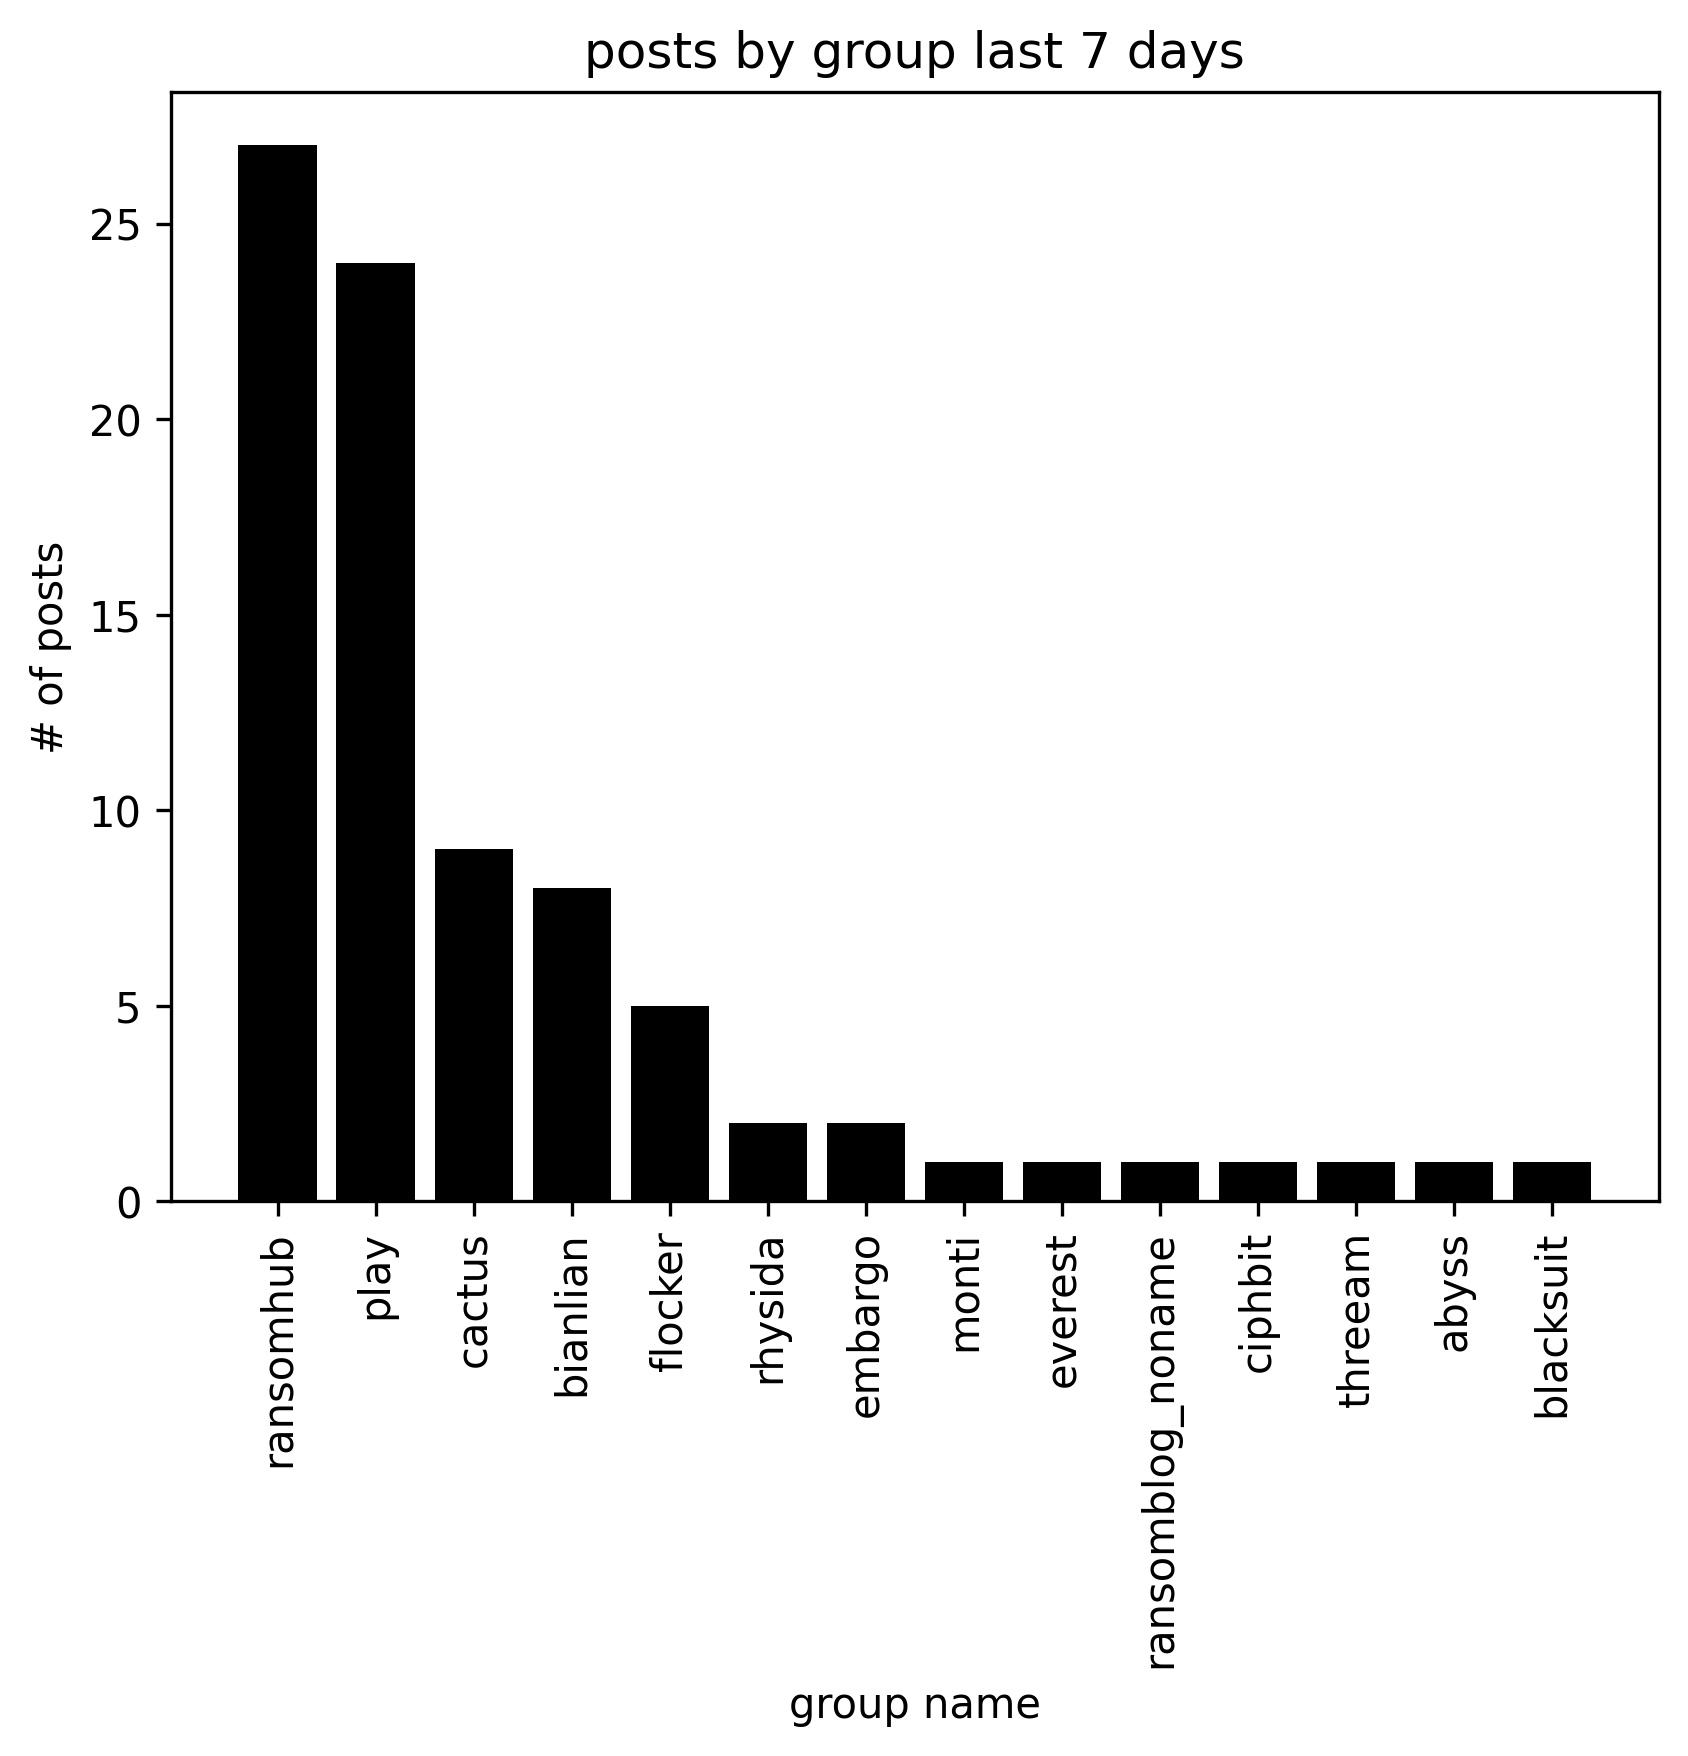 posts by group last 7 days
# of posts
25
20
15
10
5
0
ransomhub
play
cactus
bianlian
flocker
rhysida
embargo
monti
everest
ransomblog_noname
ciphbit
threeam
abyss
blacksuit
group name